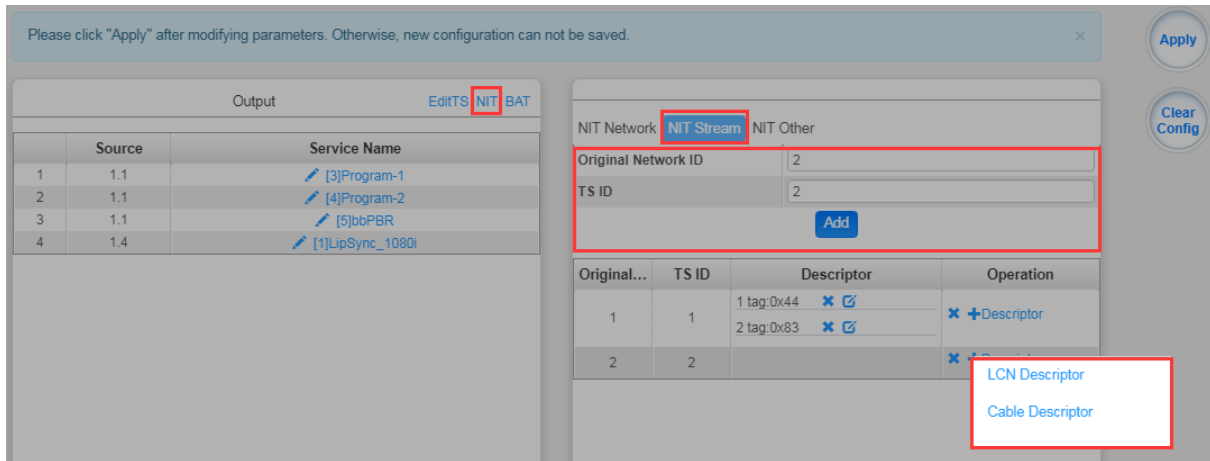 Please click "Apply" after modifying parameters. Otherwise, new configuration can not be saved.
×
Apply
Clear
Config
Output
EditTS NIT BAT
Source Service Name
1 1.1 [3]Program-1
2 1.1 [4]Program-2
3 1.1 [5]bbPBR
4 1.4 [1]LipSync_1080i
NIT Network NIT Stream NIT Other
Original Network ID 2
TS ID 2
Add
Original... TS ID Descriptor Operation
1 1 1 tag:0x44 +Descriptor
2 tag:0x83
2 2
LCN Descriptor
Cable Descriptor